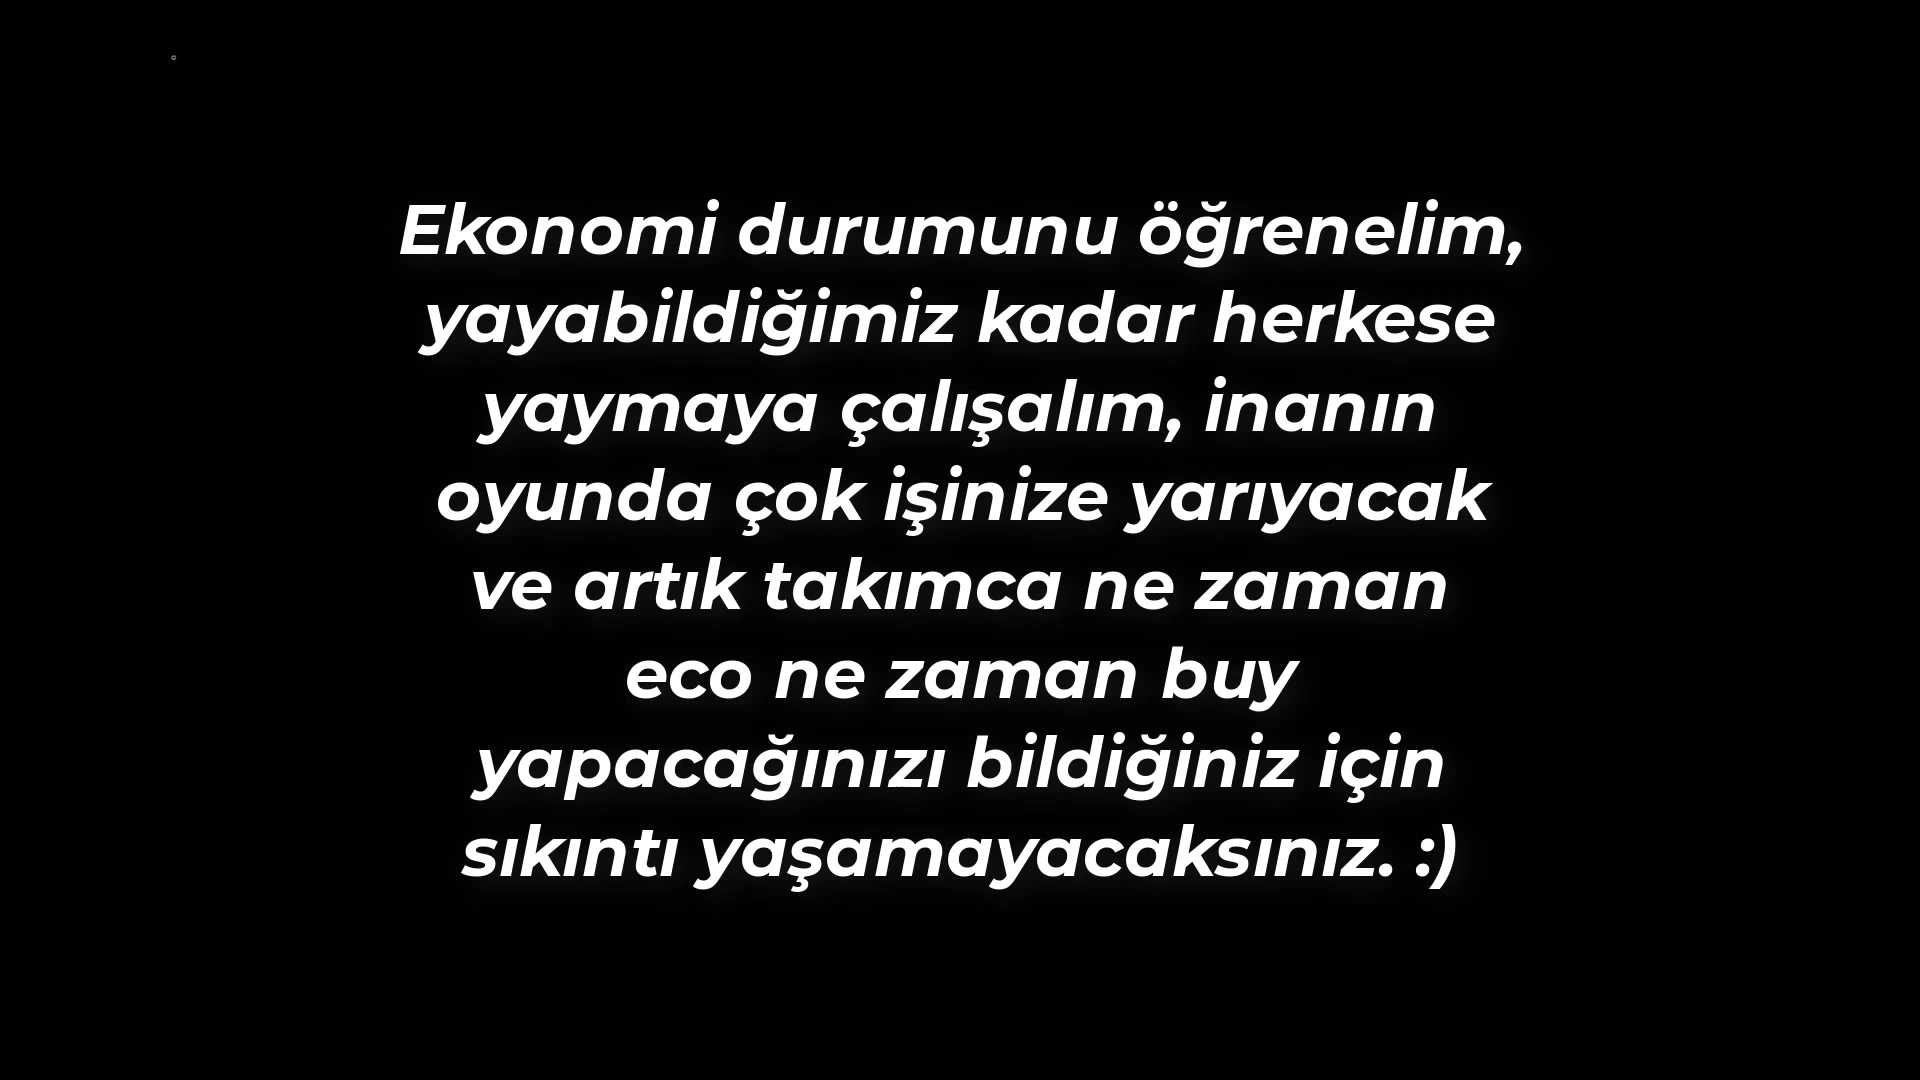 Ekonomi durumunu öğrenelim,
yayabildiğimiz kadar herkese
yaymaya çalışalım, inanın
oyunda çok işinize yarıyacak
ve artık takımca ne zaman
eco ne zaman buy
yapacağınızı bildiğiniz için
sıkıntı yaşamayacaksınız. :)